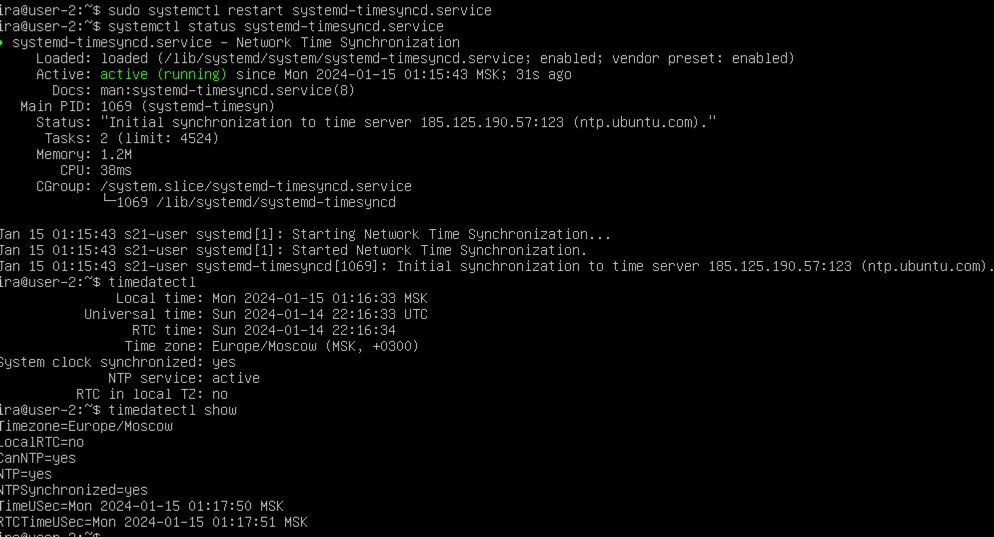 ira@user-2:~$ sudo systemctl restart systemd-timesyncd.service
ira@user-2:~$ systemctl status systemd-timesyncd.service
● systemd-timesyncd.service - Network Time Synchronization
     Loaded: loaded (/lib/systemd/system/systemd-timesyncd.service; enabled; vendor preset: enabled)
     Active: active (running) since Mon 2024-01-15 01:15:43 MSK; 31s ago
       Docs: man:systemd-timesyncd.service(8)
   Main PID: 1069 (systemd-timesyn)
     Status: "Initial synchronization to time server 185.125.190.57:123 (ntp.ubuntu.com)."
      Tasks: 2 (limit: 4524)
     Memory: 1.2M
        CPU: 38ms
     CGroup: /system.slice/systemd-timesyncd.service
             └─1069 /lib/systemd/systemd-timesyncd
Jan 15 01:15:43 s21-user systemd[1]: Starting Network Time Synchronization...
Jan 15 01:15:43 s21-user systemd[1]: Started Network Time Synchronization.
Jan 15 01:15:43 s21-user systemd-timesyncd[1069]: Initial synchronization to time server 185.125.190.57:123 (ntp.ubuntu.com).
ira@user-2:~$ timedatectl
               Local time: Mon 2024-01-15 01:16:33 MSK
           Universal time: Sun 2024-01-14 22:16:33 UTC
                 RTC time: Sun 2024-01-14 22:16:34
                Time zone: Europe/Moscow (MSK, +0300)
System clock synchronized: yes
              NTP service: active
          RTC in local TZ: no
ira@user-2:~$ timedatectl show
Timezone=Europe/Moscow
LocalRTC=no
CanNTP=yes
NTP=yes
NTPSynchronized=yes
TimeUSec=Mon 2024-01-15 01:17:50 MSK
RTCTimeUSec=Mon 2024-01-15 01:17:51 MSK
ira@user-2:~$